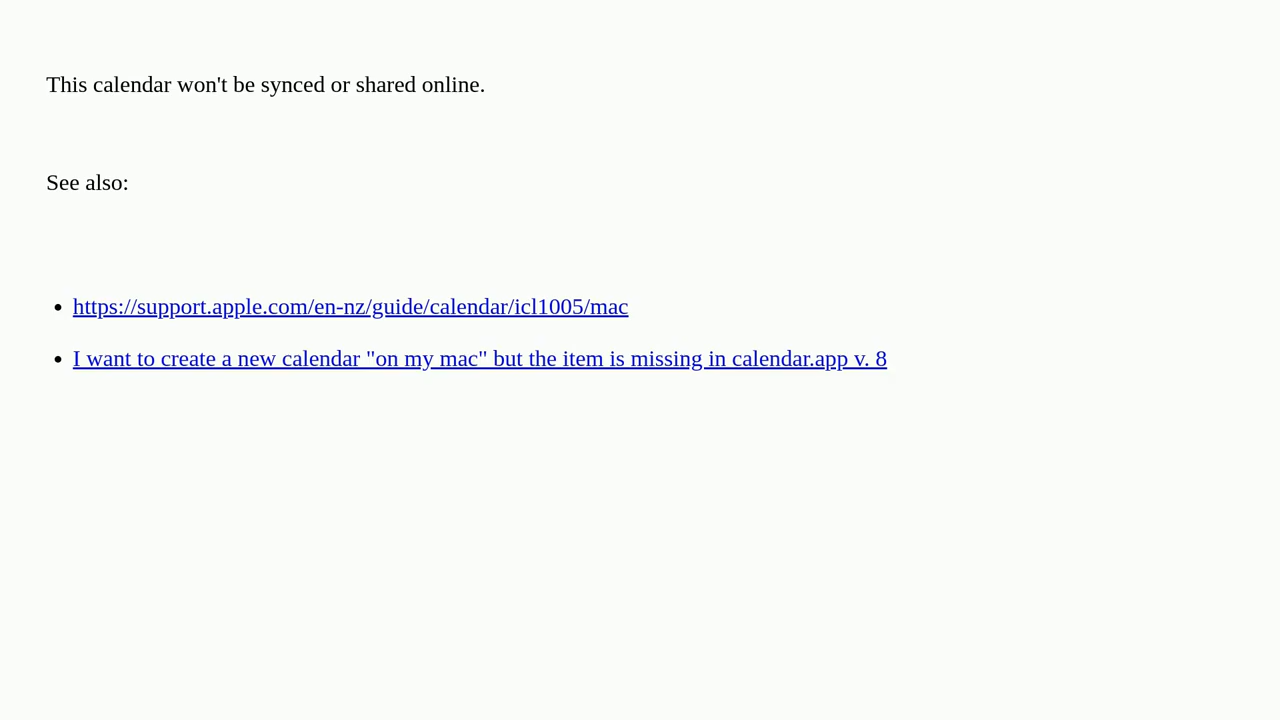 This calendar won't be synced or shared online.
See also:
• https://support.apple.com/en-nz/guide/calendar/icl1005/mac
• I want to create a new calendar "on my mac" but the item is missing in calendar.app v. 8